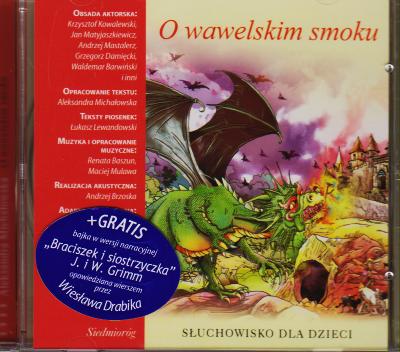 OBSADA AKTORSKA:
Krzysztof Kowalewski,
Jan Matyjaszkiewicz,
Andrzej Mastalerz,
Grzegorz Damięcki,
Waldemar Barwiński
i inni
OPRACOWANIE TEKSTU:
Aleksandra Michałowska
TEKSTY PIOSENEK:
Łukasz Lewandowski
MUZYKA I OPRACOWANIE
MUZYCZNE:
Renata Baszun,
Maciej Mulawa
REALIZACJA AKUSTYCZNA:
Andrzej Brzoska
+GRATIS
bajka w wersji narracyjnej
„Braciszek i siostrzyczka”
J. i W. Grimm
opowiedziana wierszem
przez
Wiesława Drabika
Siedmioróg
O wawelskim smoku
SŁUCHOWISKO DLA DZIECI